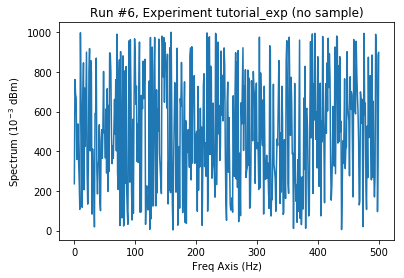 Run #6, Experiment tutorial_exp (no sample)
1000
800
600
400
200
0
Spectrum (10⁻³ dBm)
0 100 200 300 400 500
Freq Axis (Hz)